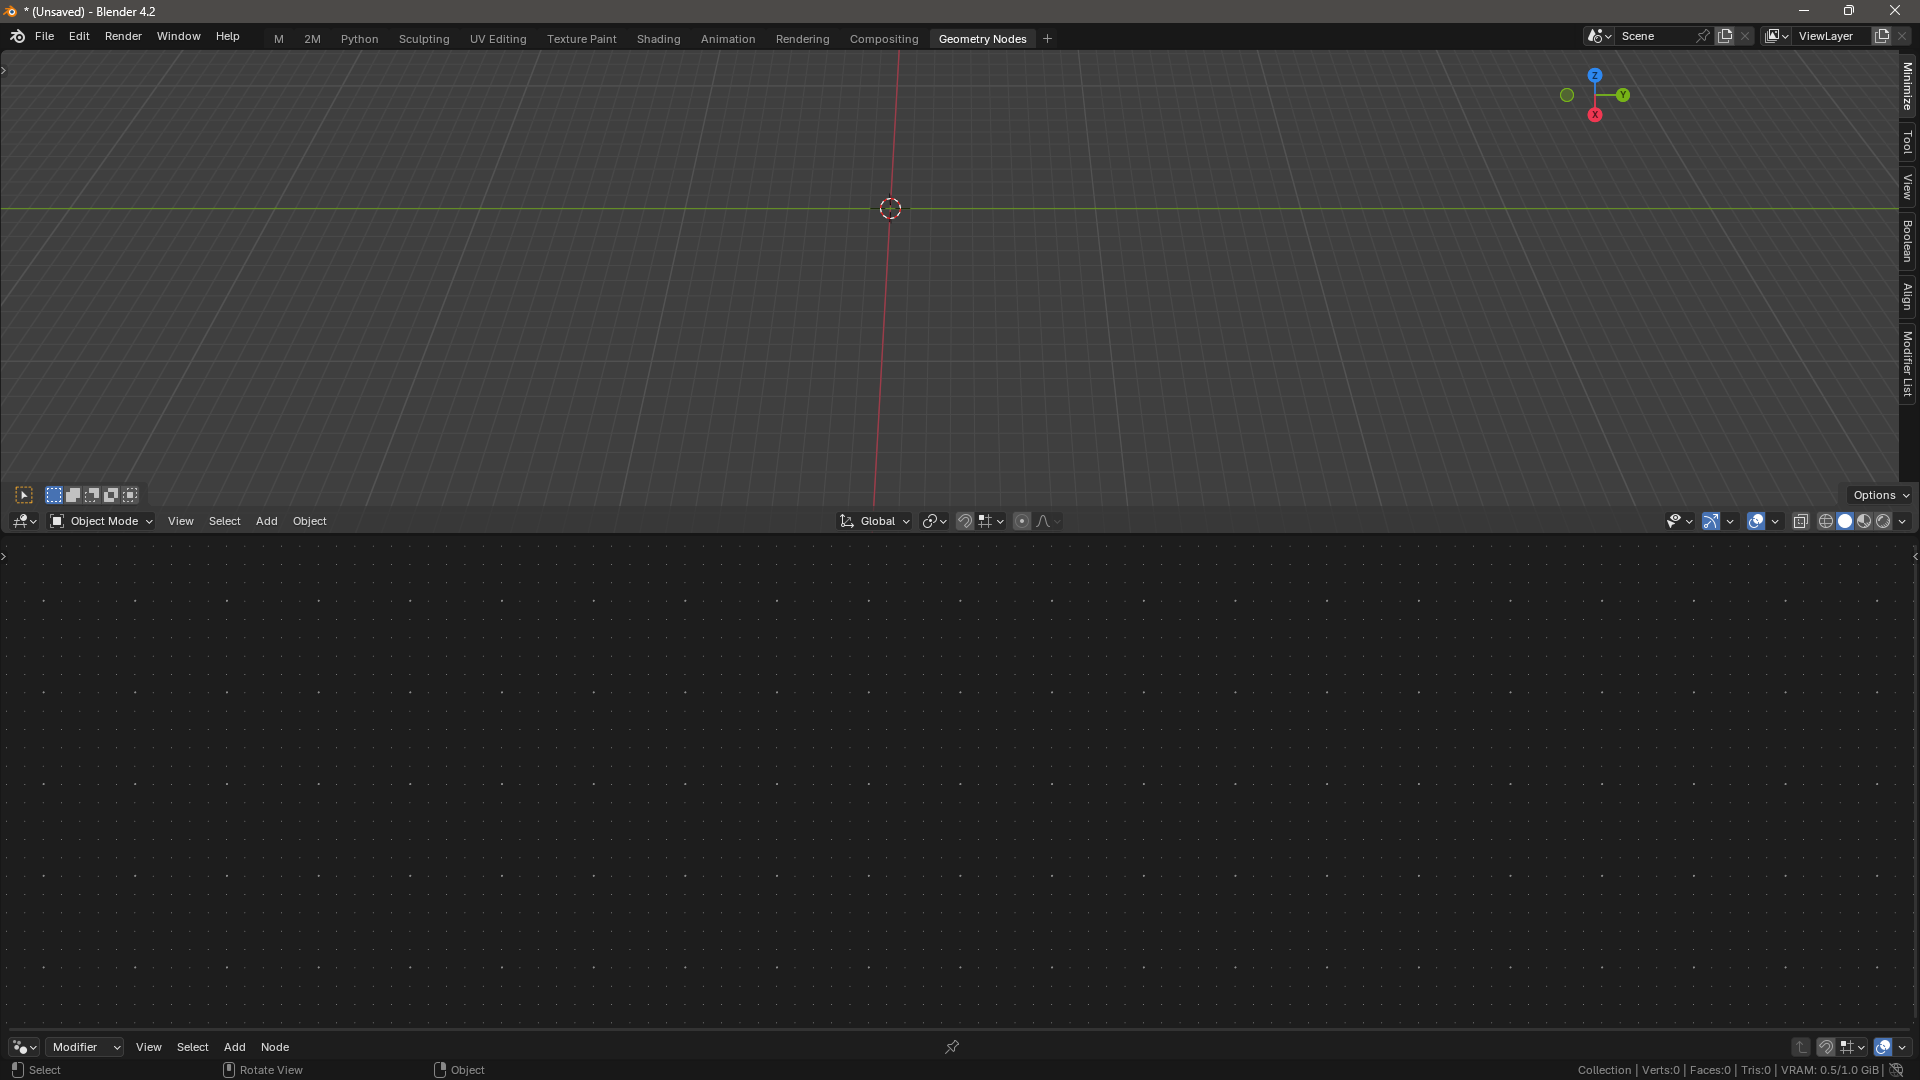 * (Unsaved) - Blender 4.2
File Edit Render Window Help M 2M Python Sculpting UV Editing Texture Paint Shading Animation Rendering Compositing Geometry Nodes + Scene ViewLayer
Z
Y
X
Minimize
Tool
View
Boolean
Align
Modifier List
Options
Object Mode View Select Add Object Global
Modifier View Select Add Node
Select Rotate View Object Collection | Verts:0 | Faces:0 | Tris:0 | VRAM: 0.5/1.0 GiB |